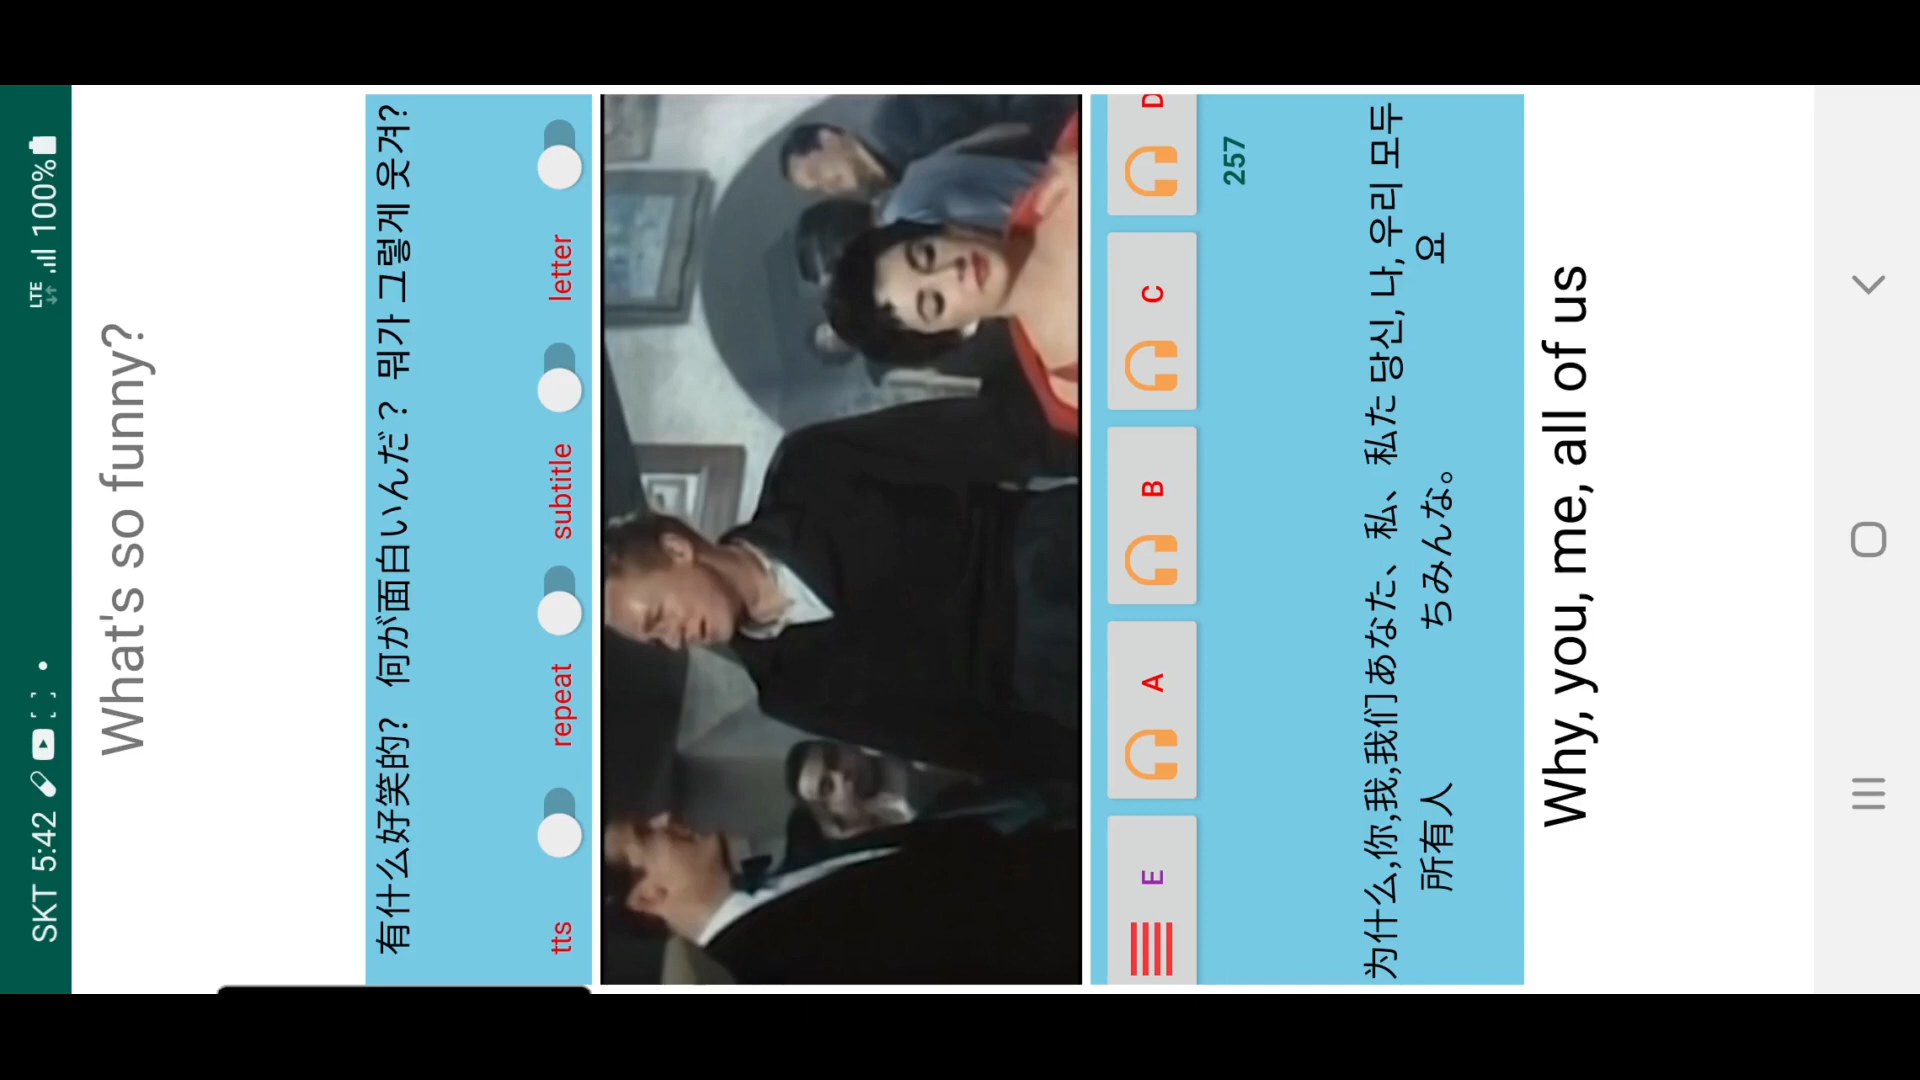 SKT 5:42
LTE 100%
What's so funny?
有什么好笑的?
何が面白いんだ？
뭐가 그렇게 웃겨?
tts
repeat
subtitle
letter
E
A
B
C
D
257
为什么,你,我,我们
所有人
あなた、私、私た
ちみんな。
당신, 나, 우리 모두
요
Why, you, me, all of us